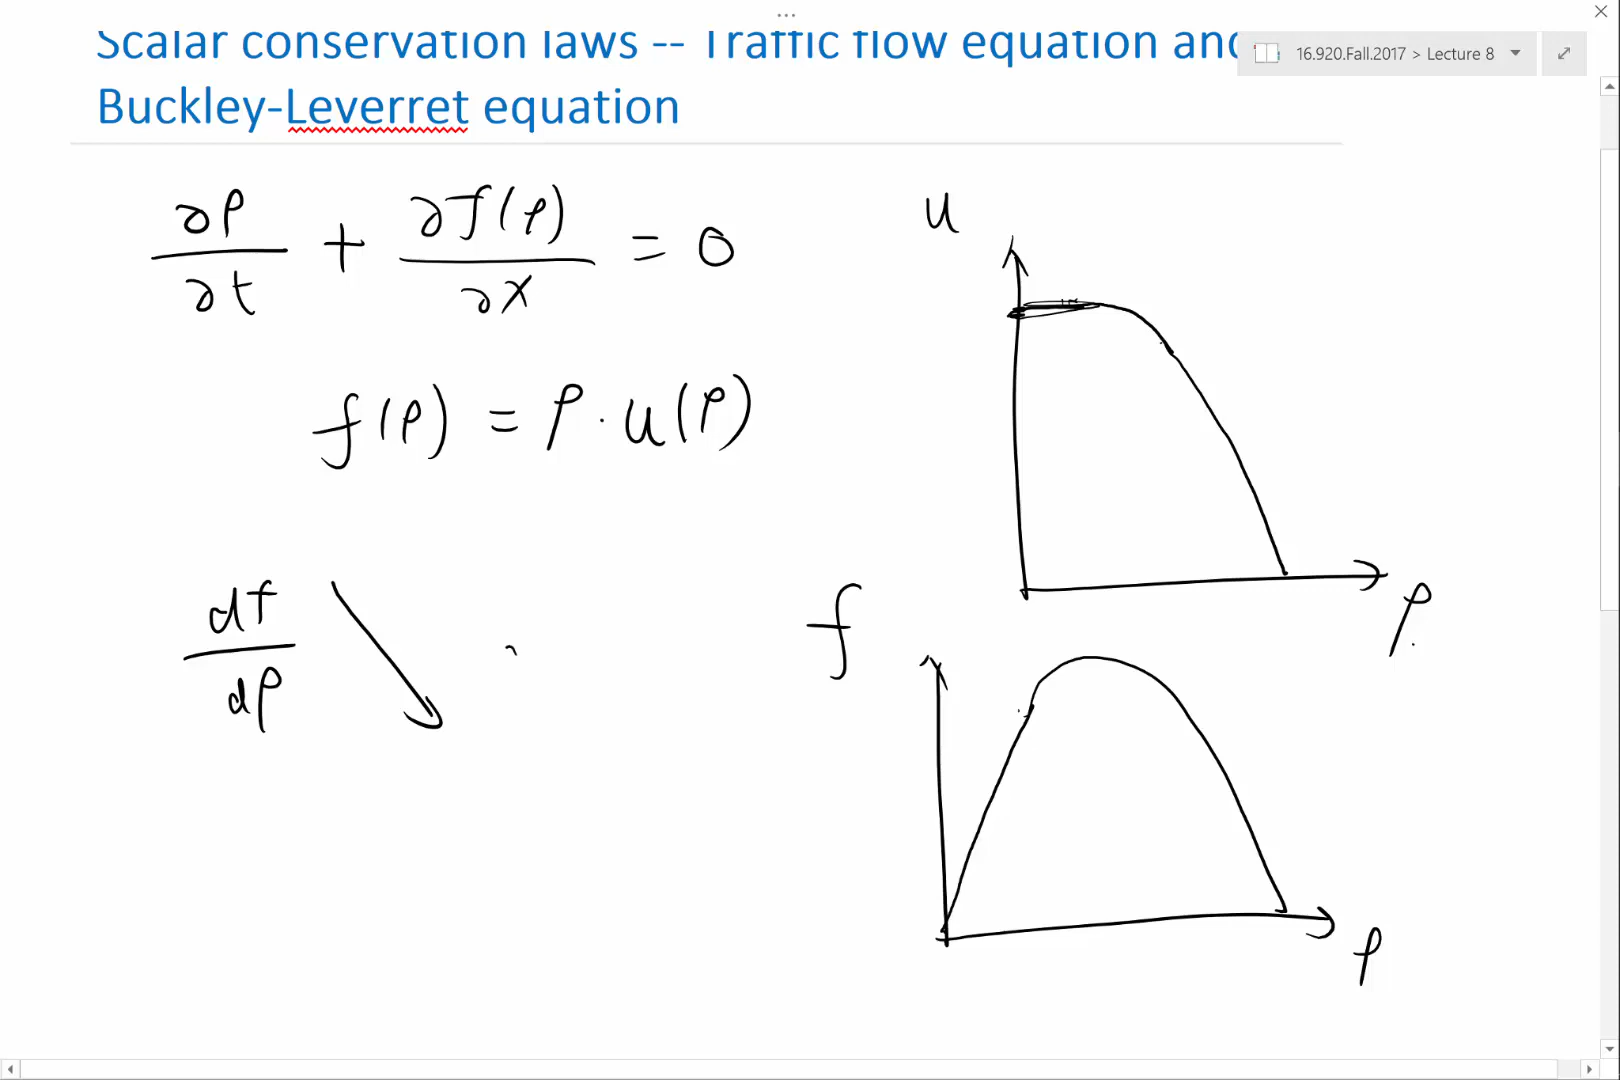 Scalar conservation laws -- Traffic flow equation and
16.920.Fall.2017 > Lecture 8
Buckley-Leverret equation
∂ρ/∂t + ∂f(ρ)/∂x = 0
f(ρ) = ρ · u(ρ)
df/dρ
u
ρ
f
ρ